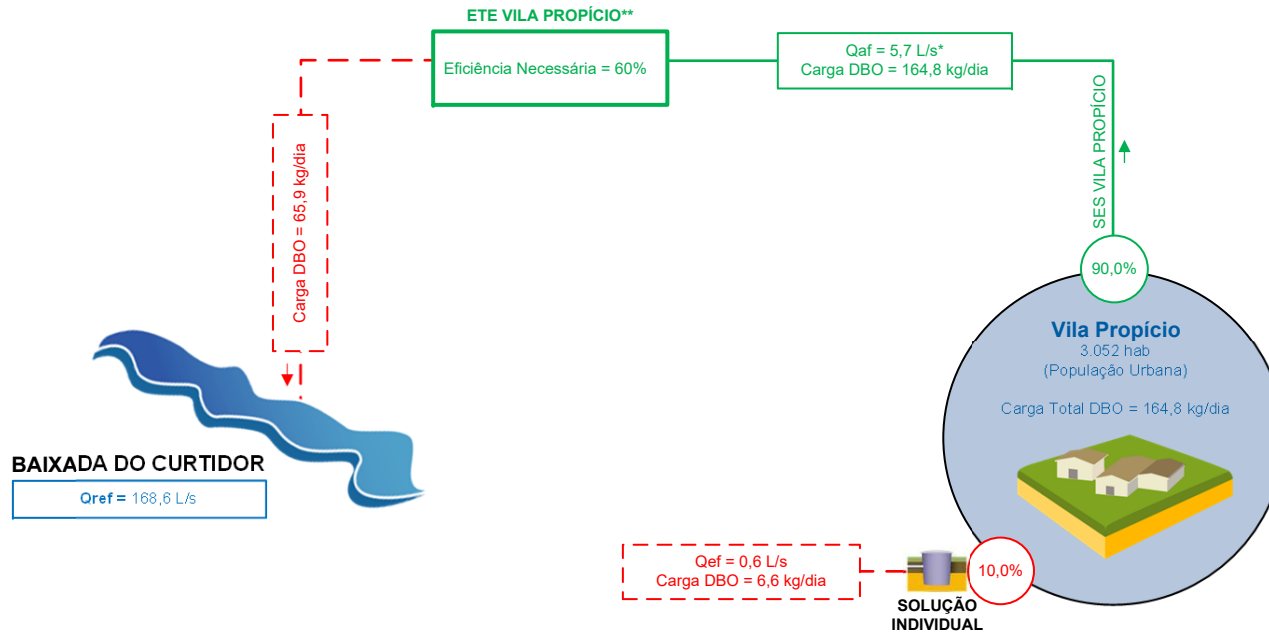 ETE VILA PROPÍCIO**
Eficiência Necessária = 60%
Qaf = 5,7 L/s*
Carga DBO = 164,8 kg/dia
SES VILA PROPÍCIO
Carga DBO = 65,9 kg/dia
90,0%
Vila Propício
3.052 hab
(População Urbana)
Carga Total DBO = 164,8 kg/dia
BAIXADA DO CURTIDOR
Qref = 168,6 L/s
Qef = 0,6 L/s
Carga DBO = 6,6 kg/dia
10,0%
SOLUÇÃO
INDIVIDUAL